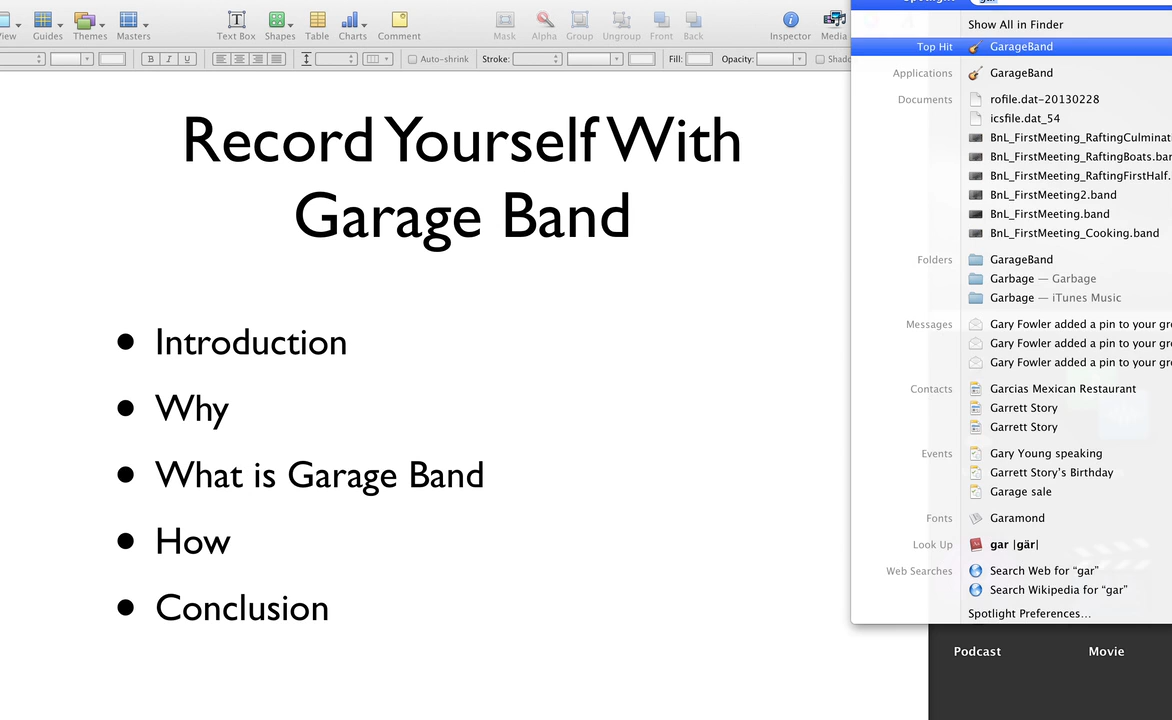 View
Guides
Themes
Masters
Text Box
Shapes
Table
Charts
Comment
Mask
Alpha
Group
Ungroup
Front
Back
Inspector
Media
B I U
Auto-shrink
Stroke:
Fill:
Opacity:
Record Yourself With
Garage Band
• Introduction
• Why
• What is Garage Band
• How
• Conclusion
Spotlight gar
Show All in Finder
Top Hit GarageBand
Applications GarageBand
Documents rofile.dat-20130228
icsfile.dat_54
BnL_FirstMeeting_RaftingCulminat
BnL_FirstMeeting_RaftingBoats.ban
BnL_FirstMeeting_RaftingFirstHalf.
BnL_FirstMeeting2.band
BnL_FirstMeeting.band
BnL_FirstMeeting_Cooking.band
Folders GarageBand
Garbage — Garbage
Garbage — iTunes Music
Messages Gary Fowler added a pin to your gro
Gary Fowler added a pin to your gro
Gary Fowler added a pin to your gro
Contacts Garcias Mexican Restaurant
Garrett Story
Garrett Story
Events Gary Young speaking
Garrett Story's Birthday
Garage sale
Fonts Garamond
Look Up gar |gär|
Web Searches Search Web for “gar”
Search Wikipedia for “gar”
Spotlight Preferences…
Podcast
Movie